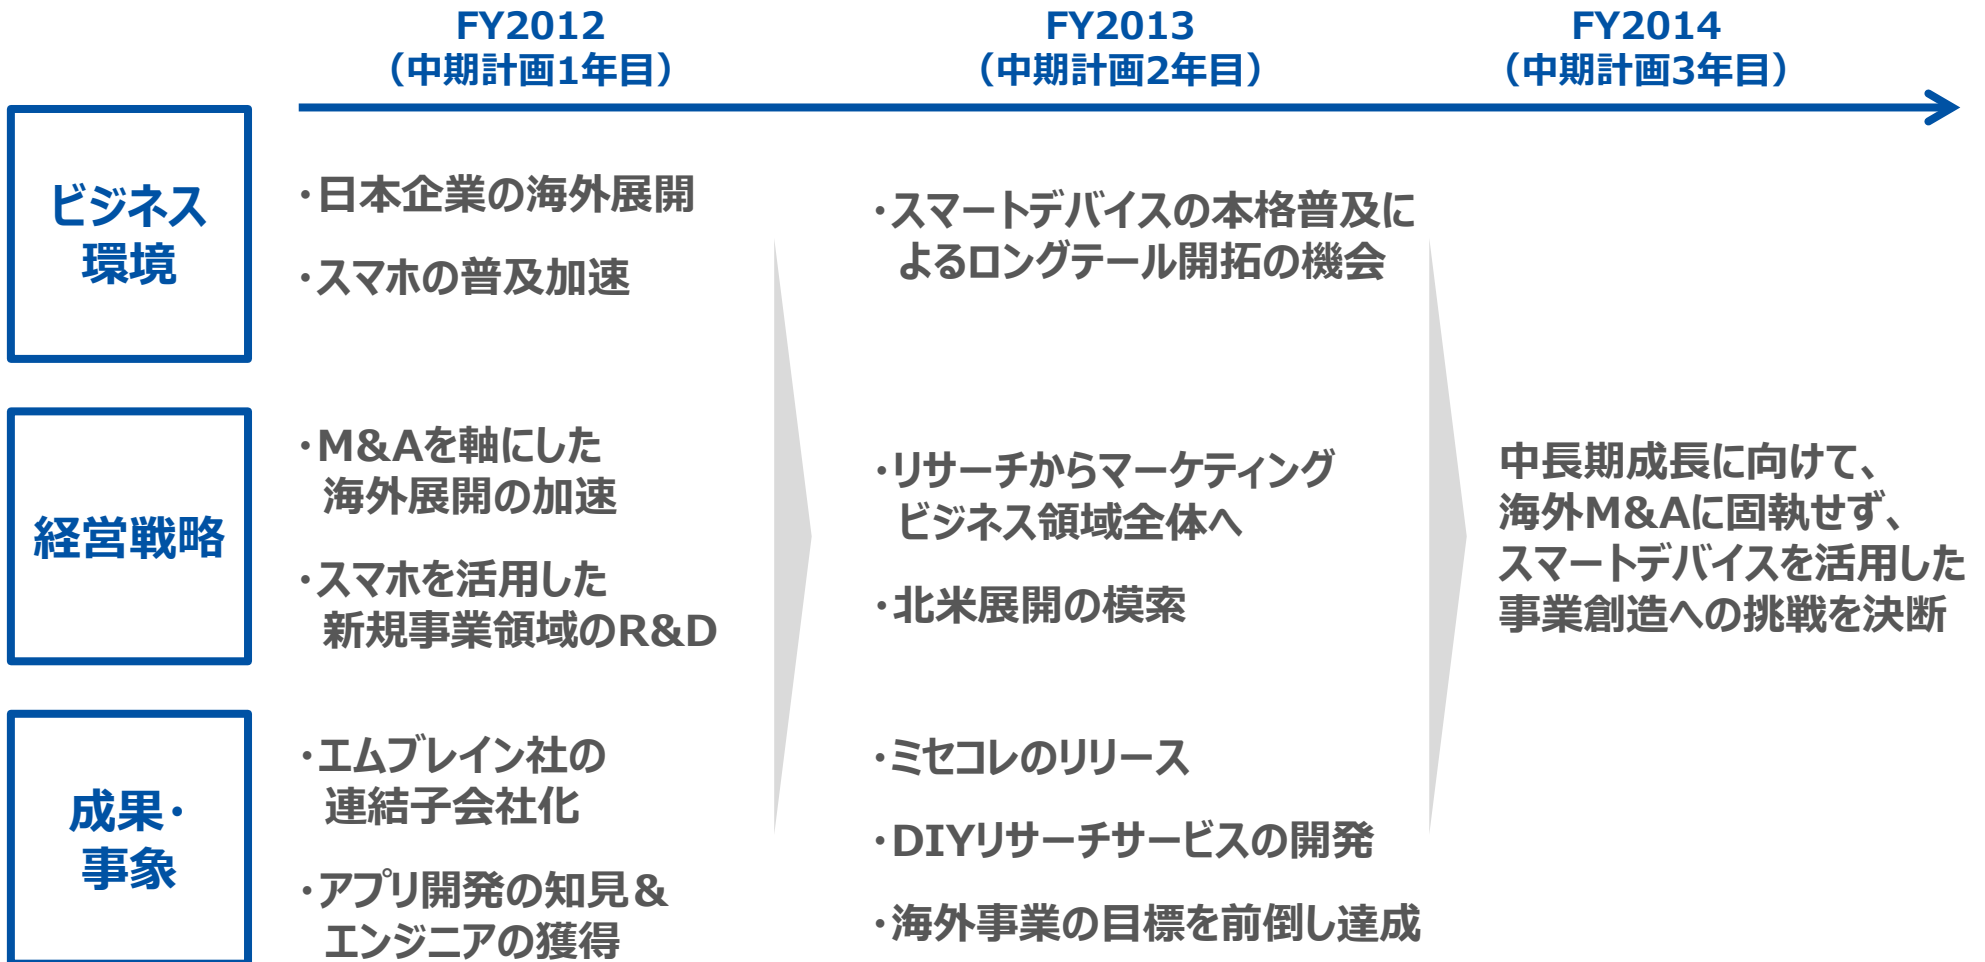 FY2012
（中期計画1年目）
FY2013
（中期計画2年目）
FY2014
（中期計画3年目）
ビジネス
環境
・日本企業の海外展開
・スマホの普及加速
・スマートデバイスの本格普及に
よるロングテール開拓の機会
経営戦略
・M&Aを軸にした
海外展開の加速
・スマホを活用した
新規事業領域のR&D
・リサーチからマーケティング
ビジネス領域全体へ
・北米展開の模索
中長期成長に向けて、
海外M&Aに固執せず、
スマートデバイスを活用した
事業創造への挑戦を決断
成果・
事象
・エムブレイン社の
連結子会社化
・アプリ開発の知見＆
エンジニアの獲得
・ミセコレのリリース
・DIYリサーチサービスの開発
・海外事業の目標を前倒し達成